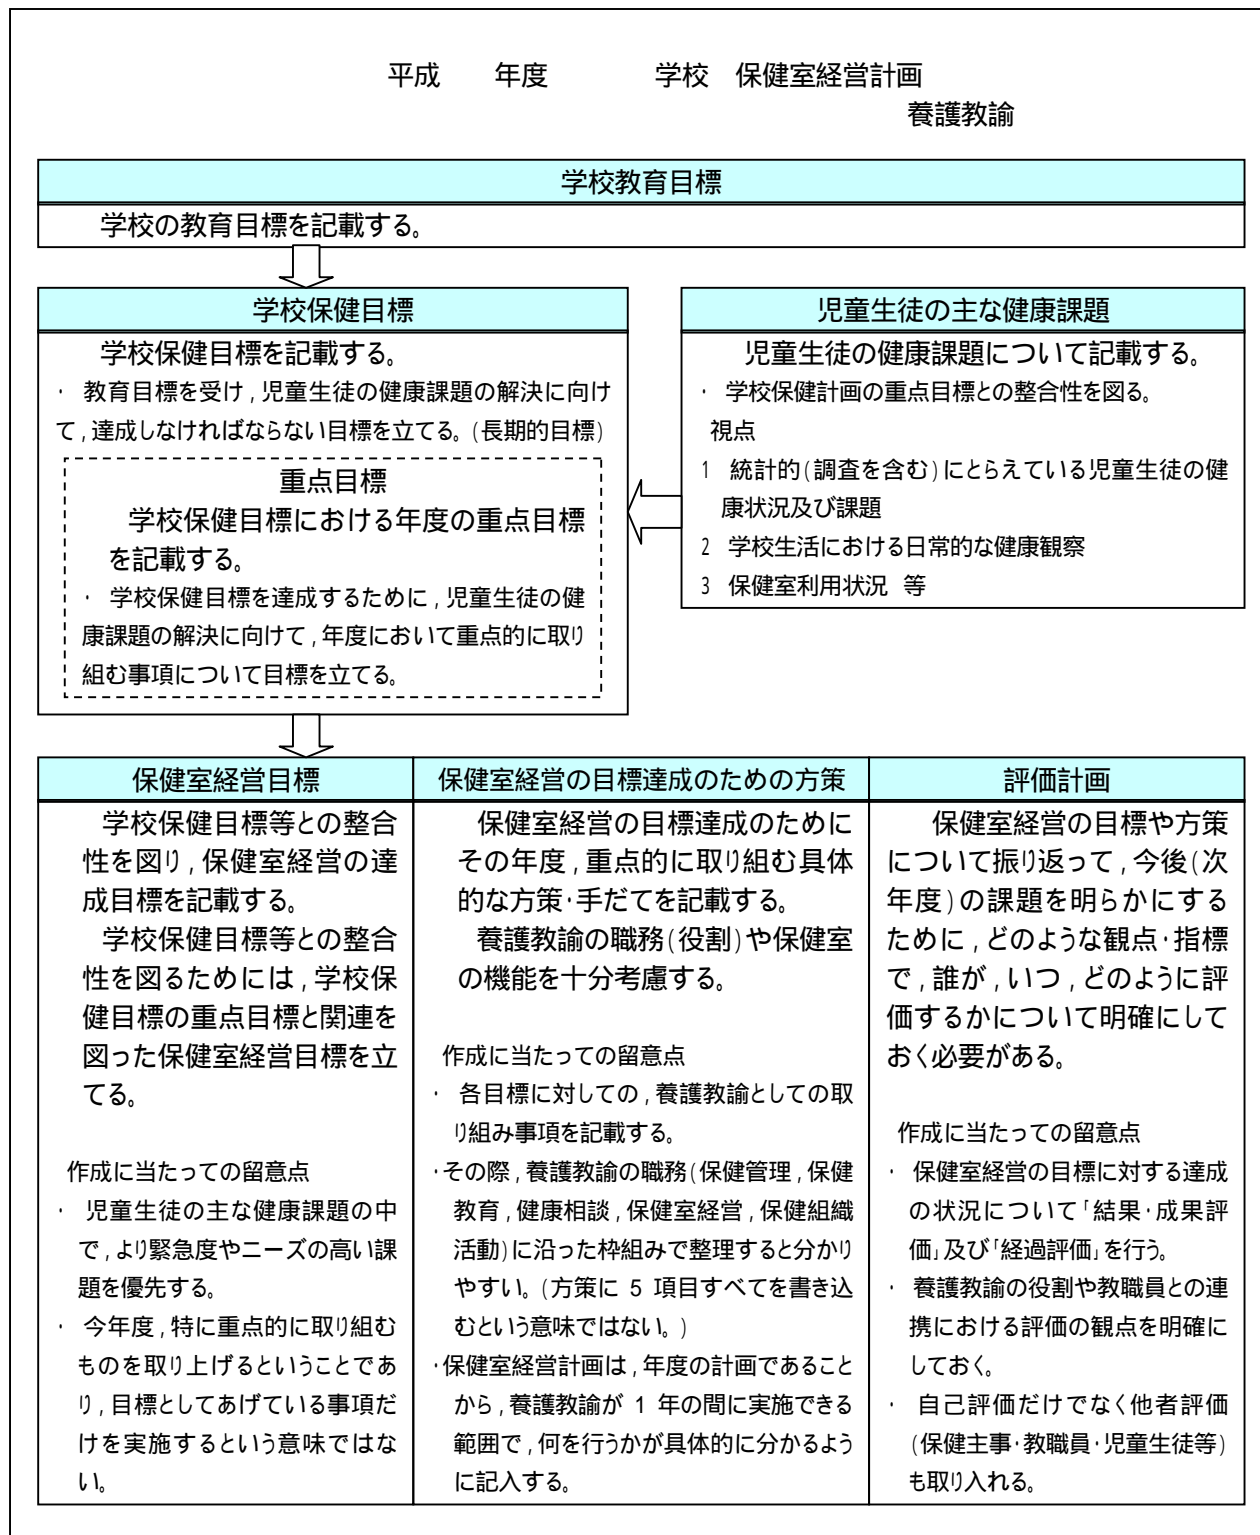 平成　　年度　　　　学校　保健室経営計画
養護教諭
学校教育目標
学校の教育目標を記載する。
学校保健目標
学校保健目標を記載する。
・ 教育目標を受け,児童生徒の健康課題の解決に向け
て,達成しなければならない目標を立てる。(長期的目標)
重点目標
学校保健目標における年度の重点目標
を記載する。
・ 学校保健目標を達成するために,児童生徒の健
康課題の解決に向けて,年度において重点的に取り
組む事項について目標を立てる。
児童生徒の主な健康課題
児童生徒の健康課題について記載する。
・ 学校保健計画の重点目標との整合性を図る。
視点
1 統計的(調査を含む)にとらえている児童生徒の健
康状況及び課題
2 学校生活における日常的な健康観察
3 保健室利用状況 等
保健室経営目標
学校保健目標等との整合
性を図り,保健室経営の達
成目標を記載する。
学校保健目標等との整合
性を図るためには,学校保
健目標の重点目標と関連を
図った保健室経営目標を立
てる。
作成に当たっての留意点
・ 児童生徒の主な健康課題の中
で,より緊急度やニーズの高い課
題を優先する。
・ 今年度,特に重点的に取り組む
ものを取り上げるということであ
り,目標としてあげている事項だ
けを実施するという意味ではな
い。
保健室経営の目標達成のための方策
保健室経営の目標達成のために
その年度,重点的に取り組む具体
的な方策・手だてを記載する。
養護教諭の職務(役割)や保健室
の機能を十分考慮する。
作成に当たっての留意点
・ 各目標に対しての,養護教諭としての取
り組み事項を記載する。
・その際,養護教諭の職務(保健管理,保健
教育,健康相談,保健室経営,保健組織
活動)に沿った枠組みで整理すると分かり
やすい。(方策に 5 項目すべてを書き込
むという意味ではない。)
・保健室経営計画は,年度の計画であること
から,養護教諭が 1 年の間に実施できる
範囲で,何を行うかが具体的に分かるよう
に記入する。
評価計画
保健室経営の目標や方策
について振り返って,今後(次
年度)の課題を明らかにする
ために,どのような観点・指標
で,誰が,いつ,どのように評
価するかについて明確にして
おく必要がある。
作成に当たっての留意点
・ 保健室経営の目標に対する達成
の状況について「結果・成果評
価」及び「経過評価」を行う。
・ 養護教諭の役割や教職員との連
携における評価の観点を明確に
しておく。
・ 自己評価だけでなく他者評価
(保健主事・教職員・児童生徒等)
も取り入れる。